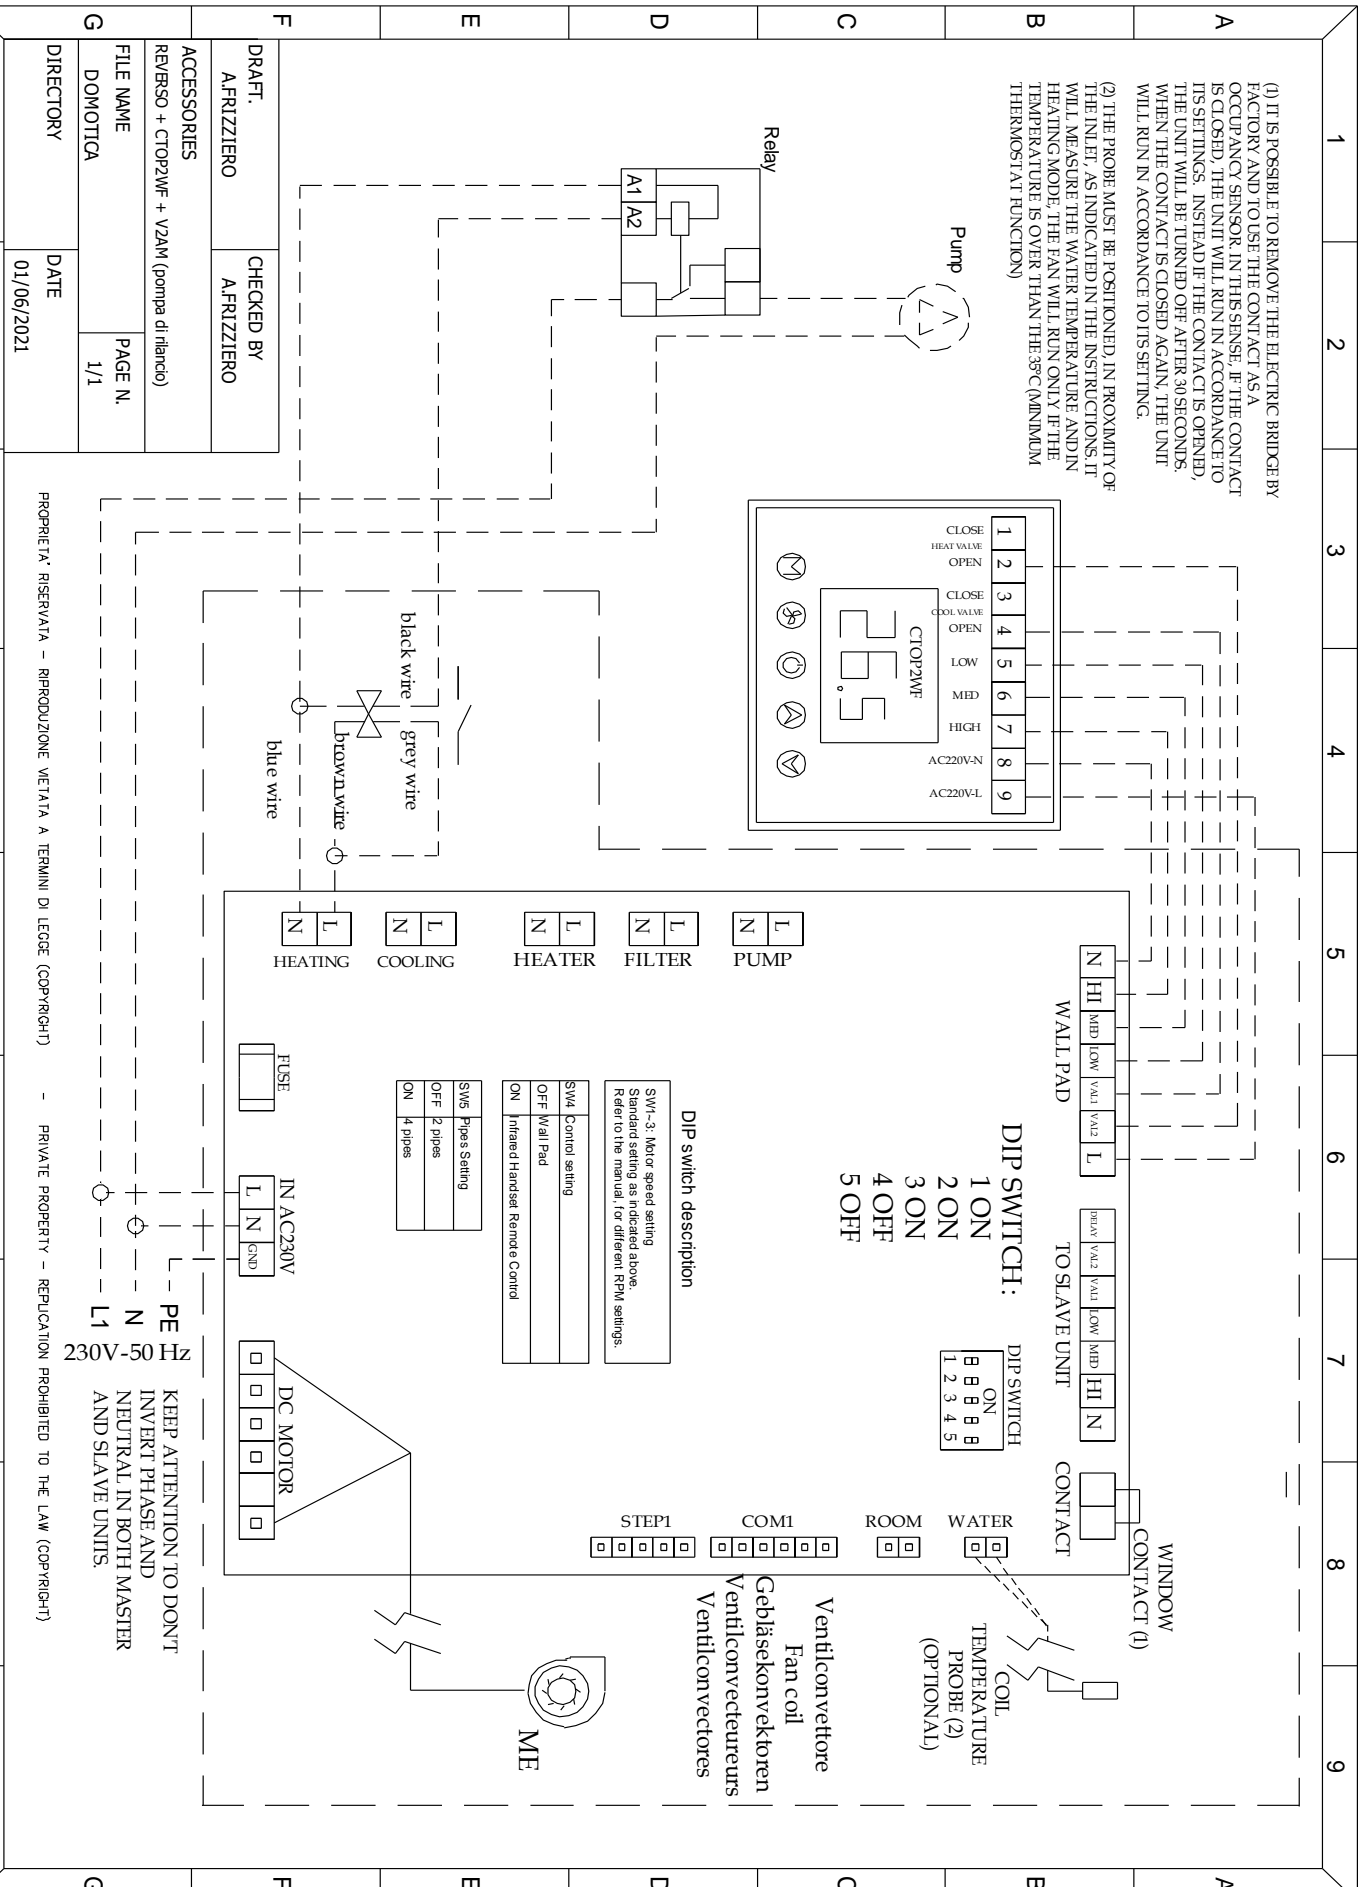 1
2
3
4
5
6
7
8
9
A
B
C
D
E
F
G
(1) IT IS POSSIBLE TO REMOVE THE ELECTRIC BRIDGE BY
FACTORY AND TO USE THE CONTACT AS A
OCCUPANCY SENSOR. IN THIS SENSE, IF THE CONTACT
IS CLOSED, THE UNIT WILL RUN IN ACCORDANCE TO
ITS SETTINGS. INSTEAD IF THE CONTACT IS OPENED,
THE UNIT WILL BE TURNED OFF AFTER 30 SECONDS.
WHEN THE CONTACT IS CLOSED AGAIN, THE UNIT
WILL RUN IN ACCORDANCE TO ITS SETTING.
(2) THE PROBE MUST BE POSITIONED, IN PROXIMITY OF
THE INLET, AS INDICATED IN THE INSTRUCTIONS. IT
WILL MEASURE THE WATER TEMPERATURE AND IN
HEATING MODE, THE FAN WILL RUN ONLY IF THE
TEMPERATURE IS OVER THAN THE 35°C (MINIMUM
THERMOSTAT FUNCTION)
Pump
Relay
A1
A2
1
2
3
4
5
6
7
8
9
CLOSE
HEAT VALVE
OPEN
CLOSE
COOL VALVE
OPEN
LOW
MED
HIGH
AC220V-N
AC220V-L
CTOP2WF
26.5
M
N
HI
MED
LOW
VAL1
VAL2
L
WALL PAD
DELAY
VAL2
VAL1
LOW
MED
HI
N
TO SLAVE UNIT
CONTACT
WINDOW
CONTACT (1)
DIP SWITCH:
1 ON
2 ON
3 ON
4 OFF
5 OFF
DIP SWITCH
ON
1 2 3 4 5
WATER
ROOM
COM1
STEP1
COIL
TEMPERATURE
PROBE (2)
(OPTIONAL)
Ventilconvettore
Fan coil
Gebläsekonvektoren
Ventilconvecteureurs
Ventilconvectores
ME
L
N
PUMP
L
N
FILTER
L
N
HEATER
L
N
COOLING
L
N
HEATING
DIP switch description
SW1~3: Motor speed setting
Standard setting as indicated above.
Refer to the manual, for different RPM settings.
SW4 Control setting
OFF Wall Pad
ON Infrared Handset Remote Control
SW5 Pipes Setting
OFF 2 pipes
ON 4 pipes
black wire
grey wire
brown wire
blue wire
FUSE
IN AC230V
L
N
GND
DC MOTOR
PE
N
L1
230V-50 Hz
KEEP ATTENTION TO DON'T
INVERT PHASE AND
NEUTRAL IN BOTH MASTER
AND SLAVE UNITS.
DRAFT.
A.FRIZZIERO
CHECKED BY
A.FRIZZIERO
ACCESSORIES
REVERSO + CTOP2WF + V2AM (pompa di rilancio)
FILE NAME
DOMOTICA
PAGE N.
1/1
DIRECTORY
DATE
01/06/2021
PROPRIETA' RISERVATA - RIPRODUZIONE VIETATA A TERMINI DI LEGGE (COPYRIGHT) - PRIVATE PROPERTY - REPLICATION PROHIBITED TO THE LAW (COPYRIGHT)
A
B
C
D
E
F
G